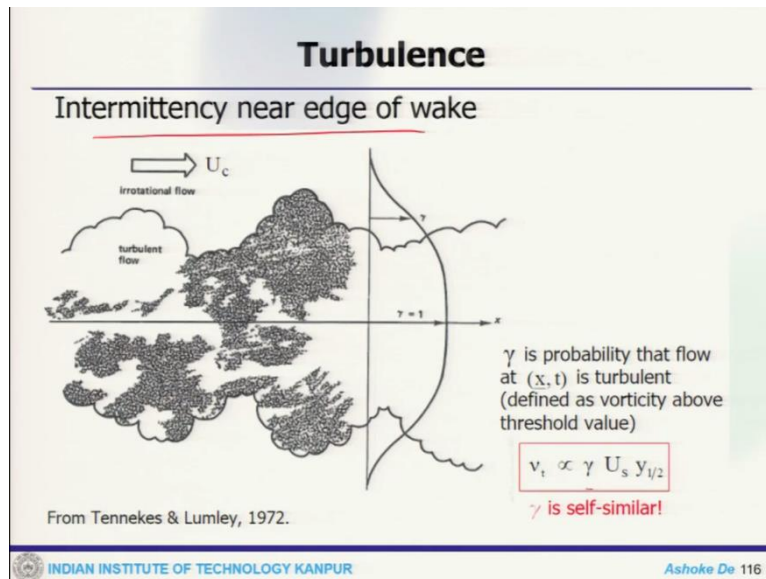 Turbulence
Intermittency near edge of wake
U_c
irrotational flow
turbulent
flow
γ
γ = 1
x
γ is probability that flow
at (x, t) is turbulent
(defined as vorticity above
threshold value)
ν_t ∝ γ U_s y_1/2
γ is self-similar!
From Tennekes & Lumley, 1972.
INDIAN INSTITUTE OF TECHNOLOGY KANPUR
Ashoke De 116